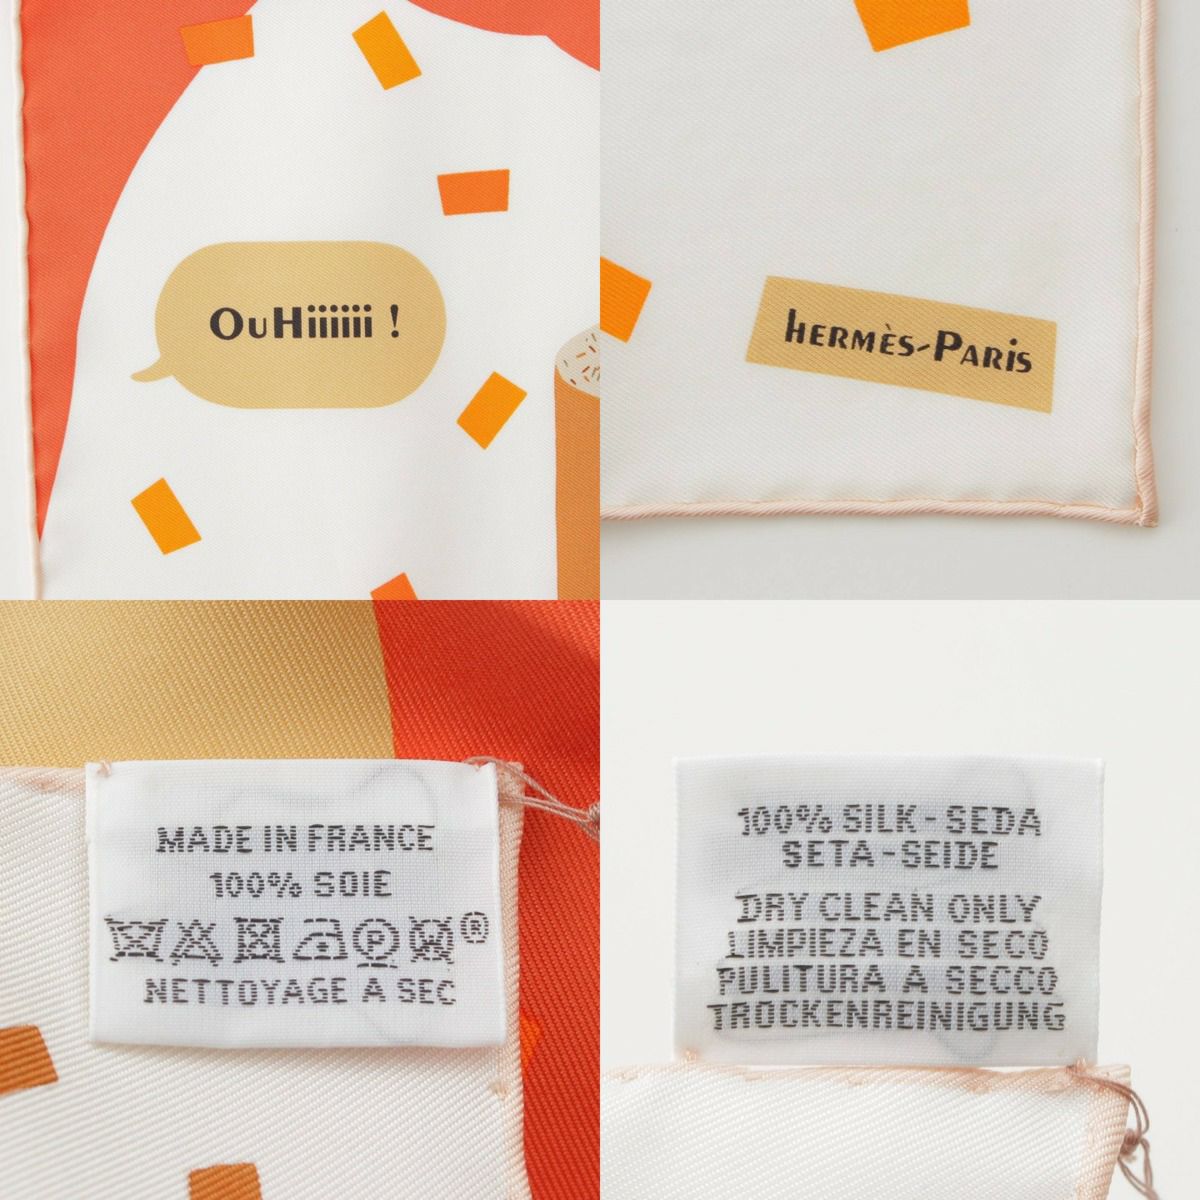 OuHiiiiii !
HERMÈS-PARIS
MADE IN FRANCE
100% SOIE
®
NETTOYAGE A SEC
100% SILK - SEDA
SETA - SEIDE
DRY CLEAN ONLY
LIMPIEZA EN SECO
PULITURA A SECCO
TROCKENREINIGUNG